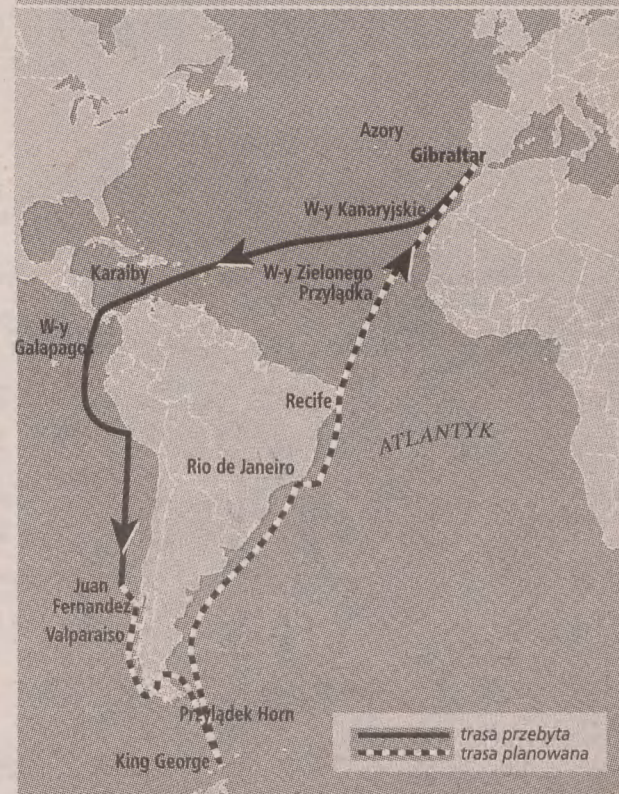 Azory
Gibraltar
W-y Kanaryjskie
Karaiby
W-y Zielonego
Przylądka
W-y
Galapagos
Recife
ATLANTYK
Rio de Janeiro
Juan
Fernandez
Valparaiso
Przylądek Horn
King George
trasa przebyta
trasa planowana